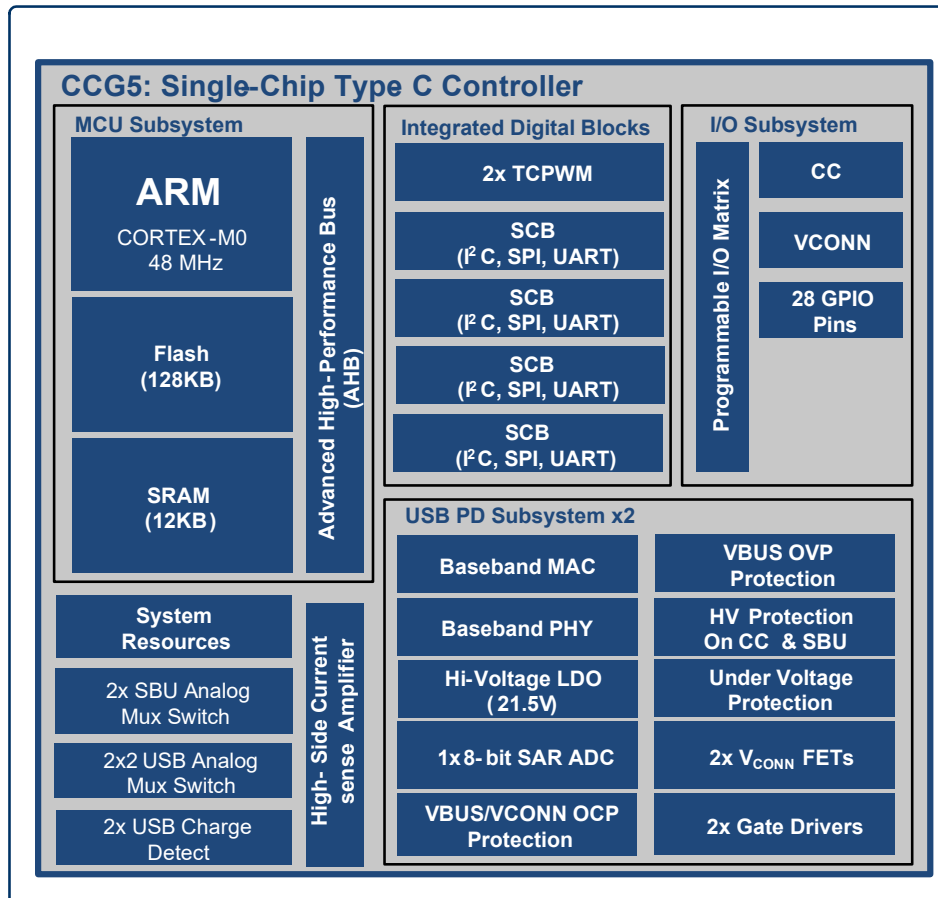 CCG5: Single-Chip Type C Controller
MCU Subsystem
ARM
CORTEX-M0
48 MHz
Flash
(128KB)
SRAM
(12KB)
Advanced High-Performance Bus
(AHB)
Integrated Digital Blocks
2x TCPWM
SCB
(I²C, SPI, UART)
SCB
(I²C, SPI, UART)
SCB
(I²C, SPI, UART)
SCB
(I²C, SPI, UART)
I/O Subsystem
Programmable I/O Matrix
CC
VCONN
28 GPIO
Pins
System
Resources
2x SBU Analog
Mux Switch
2x2 USB Analog
Mux Switch
2x USB Charge
Detect
High-Side Current
sense Amplifier
USB PD Subsystem x2
Baseband MAC
Baseband PHY
Hi-Voltage LDO
(21.5V)
1x8-bit SAR ADC
VBUS/VCONN OCP
Protection
VBUS OVP
Protection
HV Protection
On CC & SBU
Under Voltage
Protection
2x VCONN FETs
2x Gate Drivers